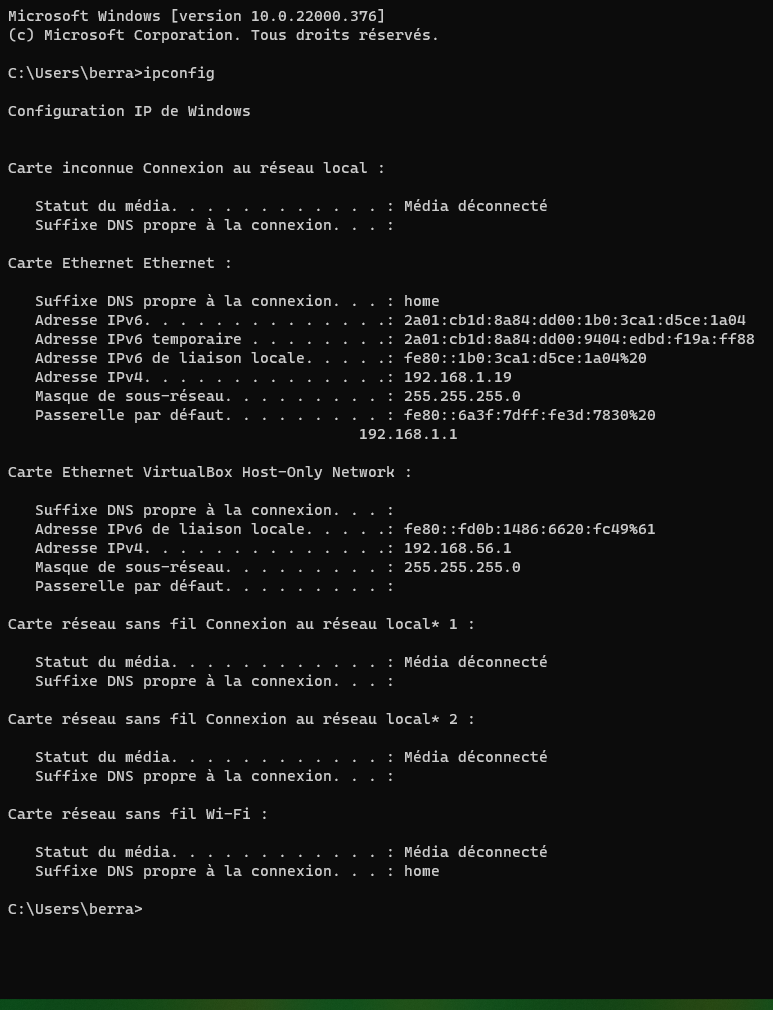 Microsoft Windows [version 10.0.22000.376]
(c) Microsoft Corporation. Tous droits réservés.
C:\Users\berra>ipconfig
Configuration IP de Windows
Carte inconnue Connexion au réseau local :
Statut du média. . . . . . . . . . . . : Média déconnecté
Suffixe DNS propre à la connexion. . . :
Carte Ethernet Ethernet :
Suffixe DNS propre à la connexion. . . : home
Adresse IPv6. . . . . . . . . . . . . .: 2a01:cb1d:8a84:dd00:1b0:3ca1:d5ce:1a04
Adresse IPv6 temporaire . . . . . . . .: 2a01:cb1d:8a84:dd00:9404:edbd:f19a:ff88
Adresse IPv6 de liaison locale. . . . .: fe80::1b0:3ca1:d5ce:1a04%20
Adresse IPv4. . . . . . . . . . . . . .: 192.168.1.19
Masque de sous-réseau. . . . . . . . . : 255.255.255.0
Passerelle par défaut. . . . . . . . . : fe80::6a3f:7dff:fe3d:7830%20
192.168.1.1
Carte Ethernet VirtualBox Host-Only Network :
Suffixe DNS propre à la connexion. . . :
Adresse IPv6 de liaison locale. . . . .: fe80::fd0b:1486:6620:fc49%61
Adresse IPv4. . . . . . . . . . . . . .: 192.168.56.1
Masque de sous-réseau. . . . . . . . . : 255.255.255.0
Passerelle par défaut. . . . . . . . . :
Carte réseau sans fil Connexion au réseau local* 1 :
Statut du média. . . . . . . . . . . . : Média déconnecté
Suffixe DNS propre à la connexion. . . :
Carte réseau sans fil Connexion au réseau local* 2 :
Statut du média. . . . . . . . . . . . : Média déconnecté
Suffixe DNS propre à la connexion. . . :
Carte réseau sans fil Wi-Fi :
Statut du média. . . . . . . . . . . . : Média déconnecté
Suffixe DNS propre à la connexion. . . : home
C:\Users\berra>